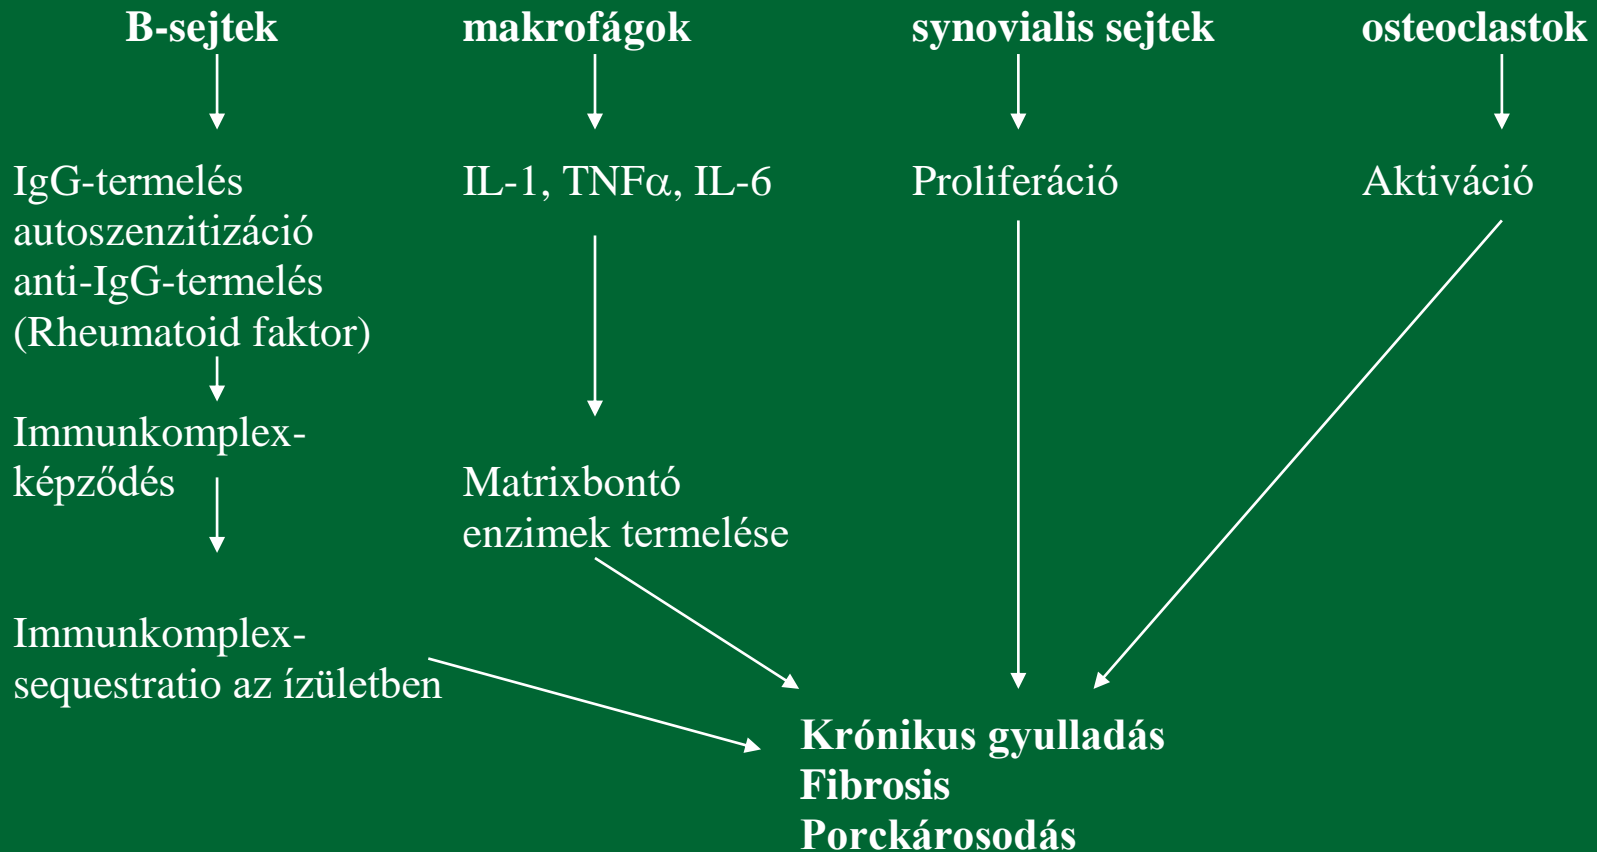 B-sejtek
makrofágok
synovialis sejtek
osteoclastok
IgG-termelés
autoszenzitizáció
anti-IgG-termelés
(Rheumatoid faktor)
IL-1, TNFα, IL-6
Proliferáció
Aktiváció
Immunkomplex-
képződés
Matrixbontó
enzimek termelése
Immunkomplex-
sequestratio az ízületben
Krónikus gyulladás
Fibrosis
Porckárosodás